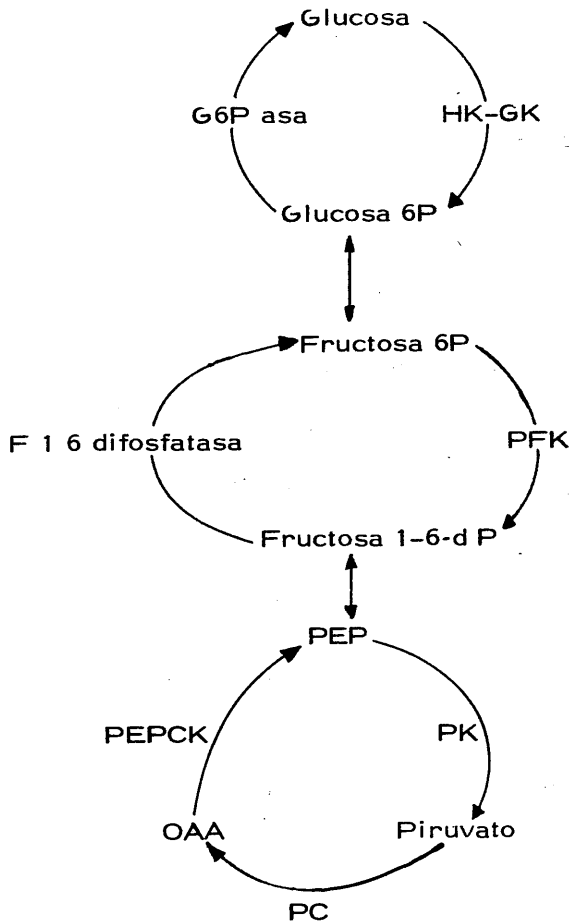 Glucosa
G6P asa
HK-GK
Glucosa 6P
Fructosa 6P
F 1 6 difosfatasa
PFK
Fructosa 1-6-d P
PEP
PEPCK
PK
OAA
Piruvato
PC